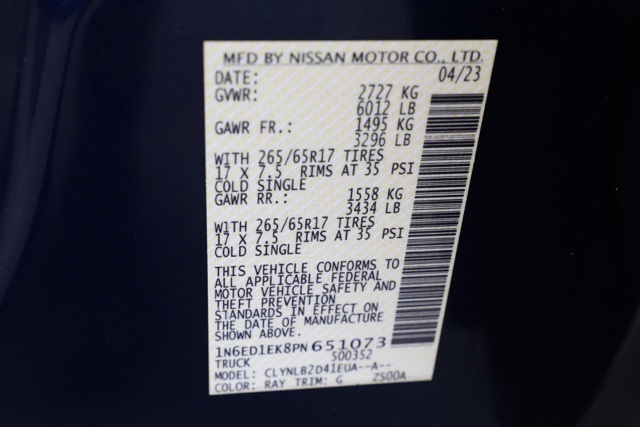 MFD BY NISSAN MOTOR CO., LTD.
DATE: 04/23
GVWR: 2727 KG
6012 LB
GAWR FR.: 1495 KG
3296 LB
WITH 265/65R17 TIRES
17 X 7.5 RIMS AT 35 PSI
COLD SINGLE
GAWR RR.: 1558 KG
3434 LB
WITH 265/65R17 TIRES
17 X 7.5 RIMS AT 35 PSI
COLD SINGLE
THIS VEHICLE CONFORMS TO
ALL APPLICABLE FEDERAL
MOTOR VEHICLE SAFETY AND
THEFT PREVENTION
STANDARDS IN EFFECT ON
THE DATE OF MANUFACTURE
SHOWN ABOVE.
1N6ED1EK8PN651073
TRUCK 500352
MODEL: CLYNLB2D41EUA--A--
COLOR: RAY TRIM: G ZS00A